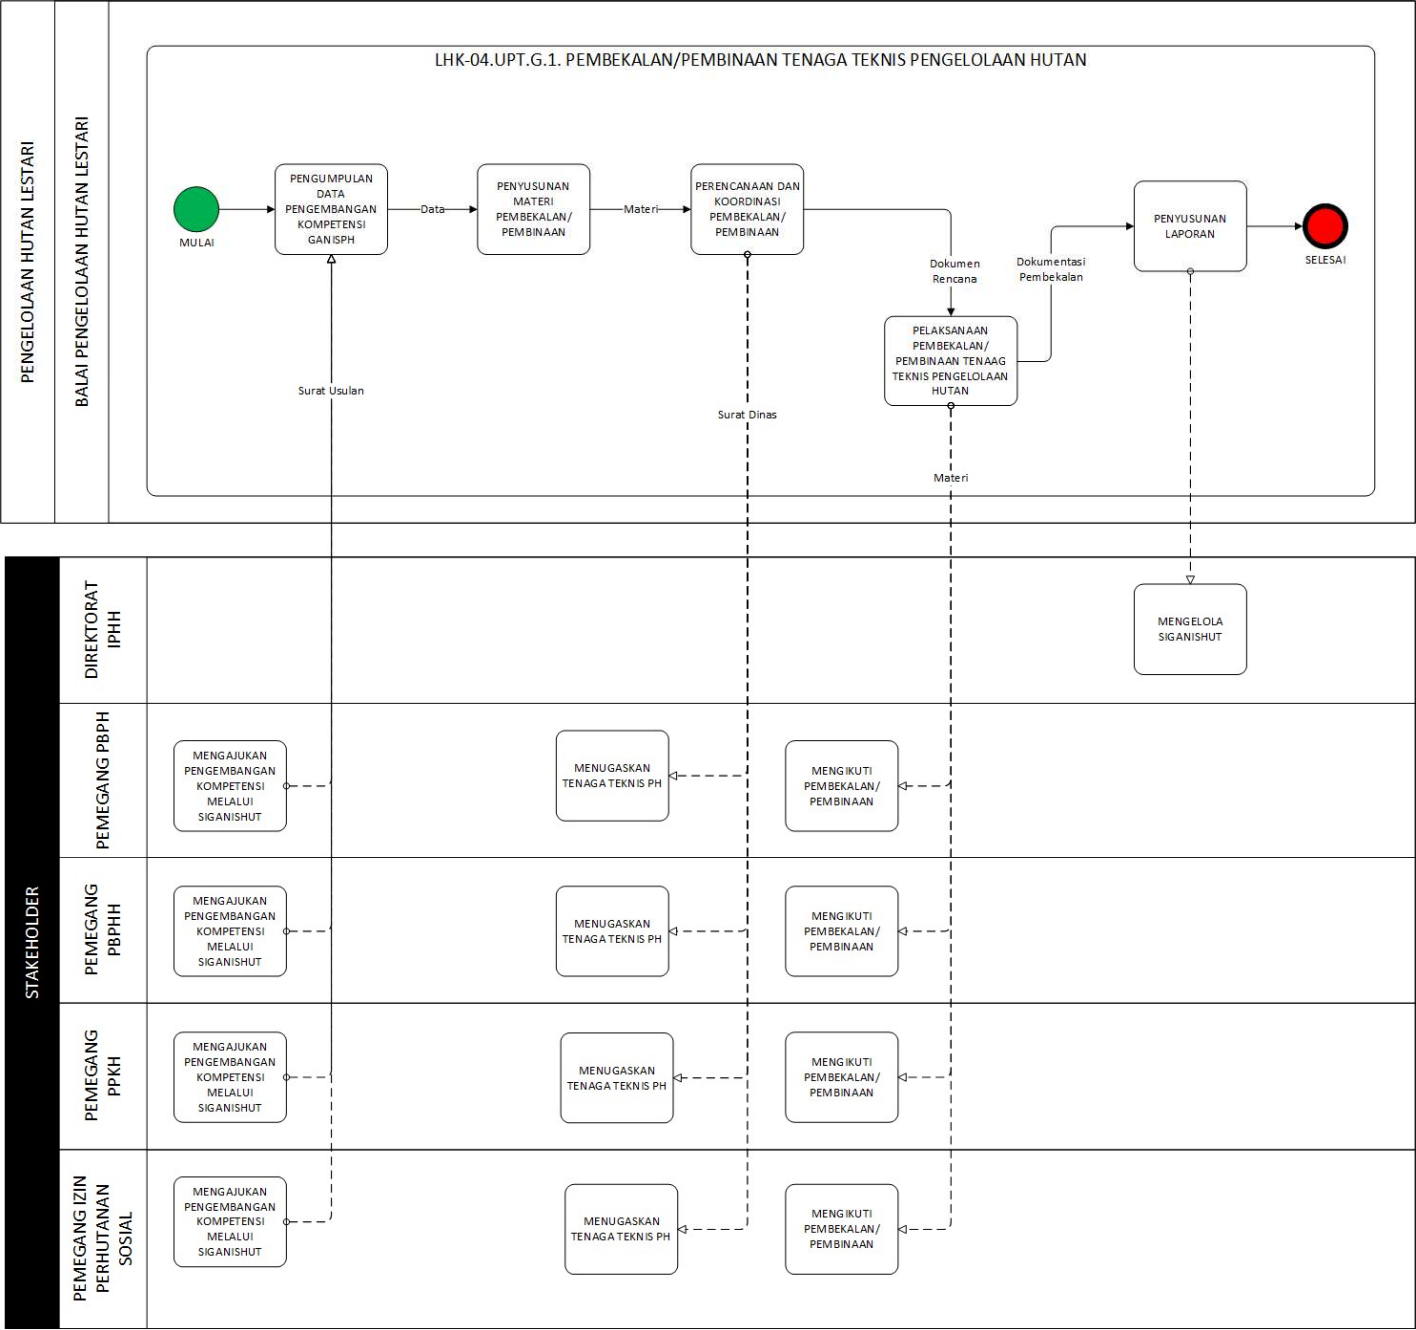 PENGELOLAAN HUTAN LESTARI
BALAI PENGELOLAAN HUTAN LESTARI
LHK-04.UPT.G.1. PEMBEKALAN/PEMBINAAN TENAGA TEKNIS PENGELOLAAN HUTAN
MULAI
PENGUMPULAN
DATA
PENGEMBANGAN
KOMPETENSI
GANISPH
Data
PENYUSUNAN
MATERI
PEMBEKALAN/
PEMBINAAN
Materi
PERENCANAAN DAN
KOORDINASI
PEMBEKALAN/
PEMBINAAN
Dokumen
Rencana
PELAKSANAAN
PEMBEKALAN/
PEMBINAAN TENAAG
TEKNIS PENGELOLAAN
HUTAN
Dokumentasi
Pembekalan
PENYUSUNAN
LAPORAN
SELESAI
Surat Usulan
Surat Dinas
Materi
STAKEHOLDER
DIREKTORAT
IPHH
MENGELOLA
SIGANISHUT
PEMEGANG PBPH
MENGAJUKAN
PENGEMBANGAN
KOMPETENSI
MELALUI
SIGANISHUT
MENUGASKAN
TENAGA TEKNIS PH
MENGIKUTI
PEMBEKALAN/
PEMBINAAN
PEMEGANG
PBPHH
MENGAJUKAN
PENGEMBANGAN
KOMPETENSI
MELALUI
SIGANISHUT
MENUGASKAN
TENAGA TEKNIS PH
MENGIKUTI
PEMBEKALAN/
PEMBINAAN
PEMEGANG
PPKH
MENGAJUKAN
PENGEMBANGAN
KOMPETENSI
MELALUI
SIGANISHUT
MENUGASKAN
TENAGA TEKNIS PH
MENGIKUTI
PEMBEKALAN/
PEMBINAAN
PEMEGANG IZIN
PERHUTANAN
SOSIAL
MENGAJUKAN
PENGEMBANGAN
KOMPETENSI
MELALUI
SIGANISHUT
MENUGASKAN
TENAGA TEKNIS PH
MENGIKUTI
PEMBEKALAN/
PEMBINAAN